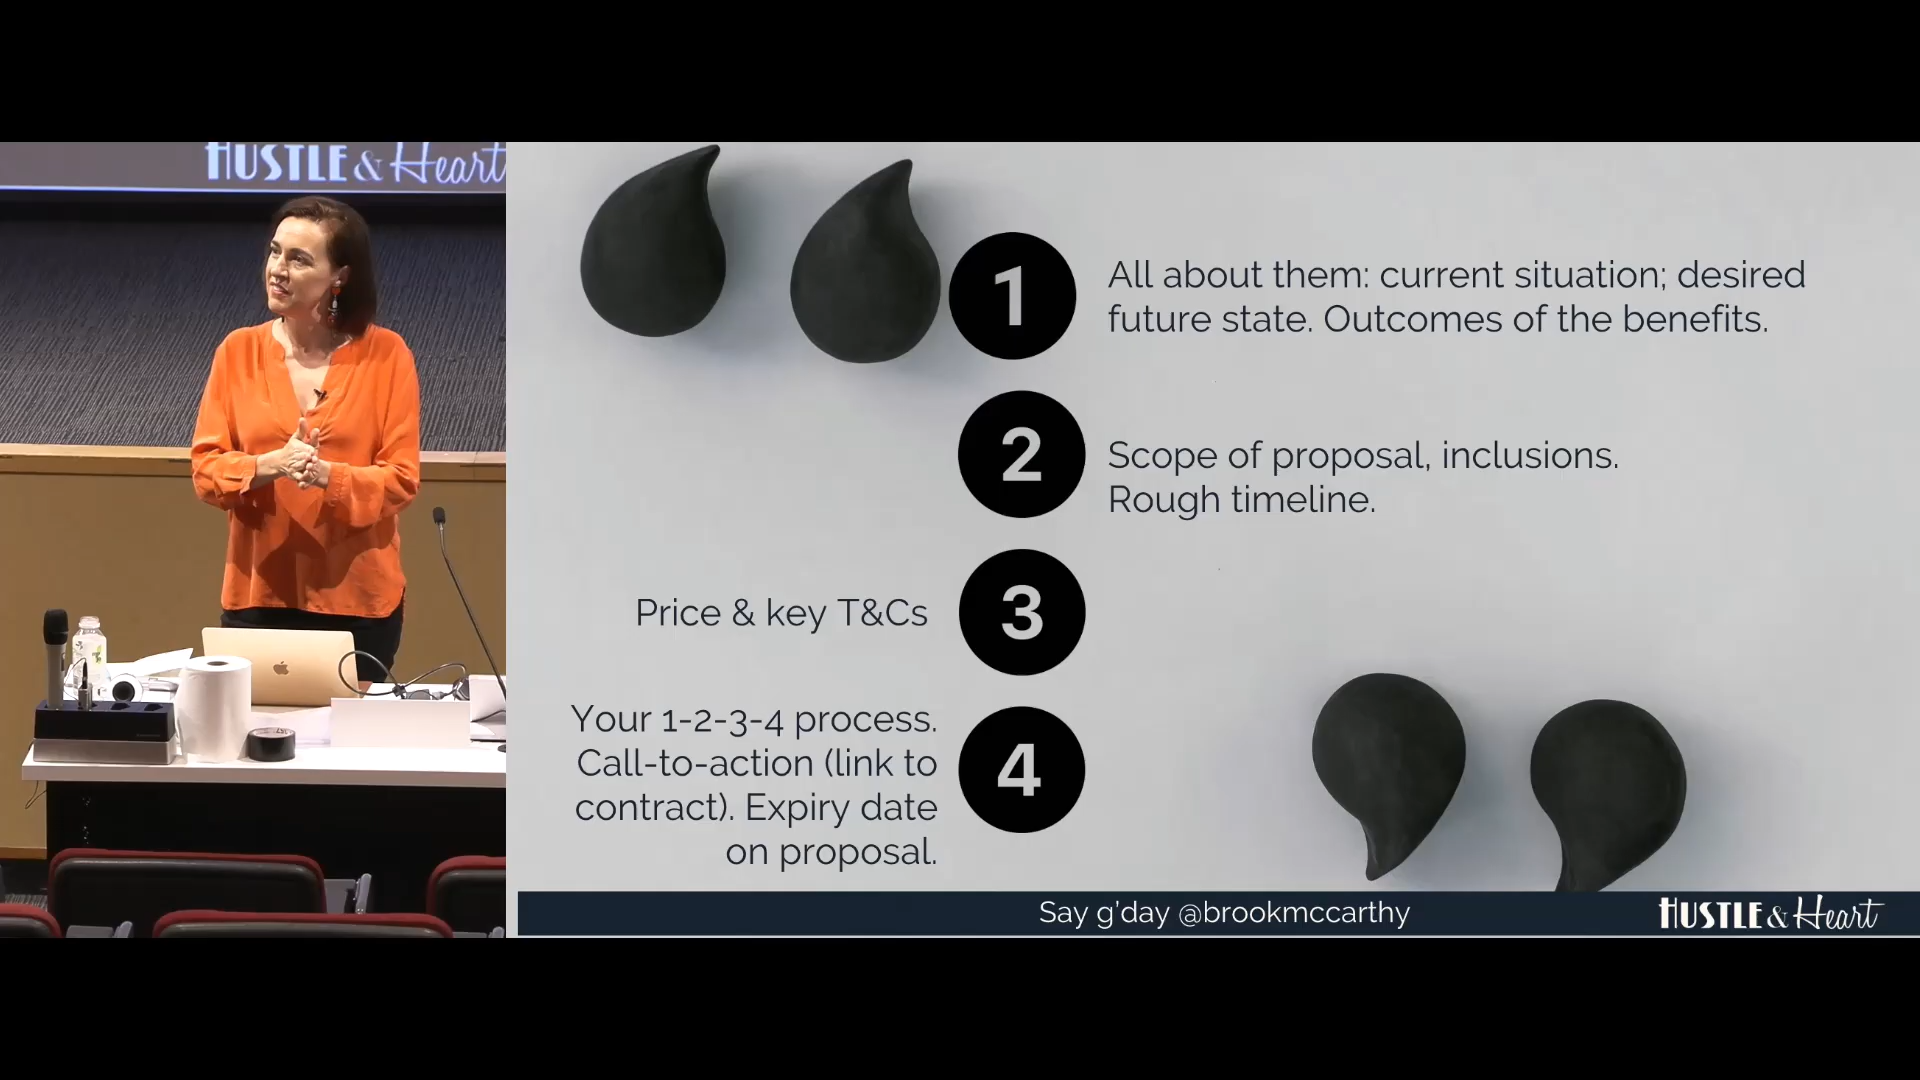 HUSTLE & Heart
1
All about them: current situation; desired
future state. Outcomes of the benefits.
2
Scope of proposal, inclusions.
Rough timeline.
Price & key T&Cs
3
Your 1-2-3-4 process.
Call-to-action (link to
contract). Expiry date
on proposal.
4
Say g'day @brookmccarthy
HUSTLE & Heart